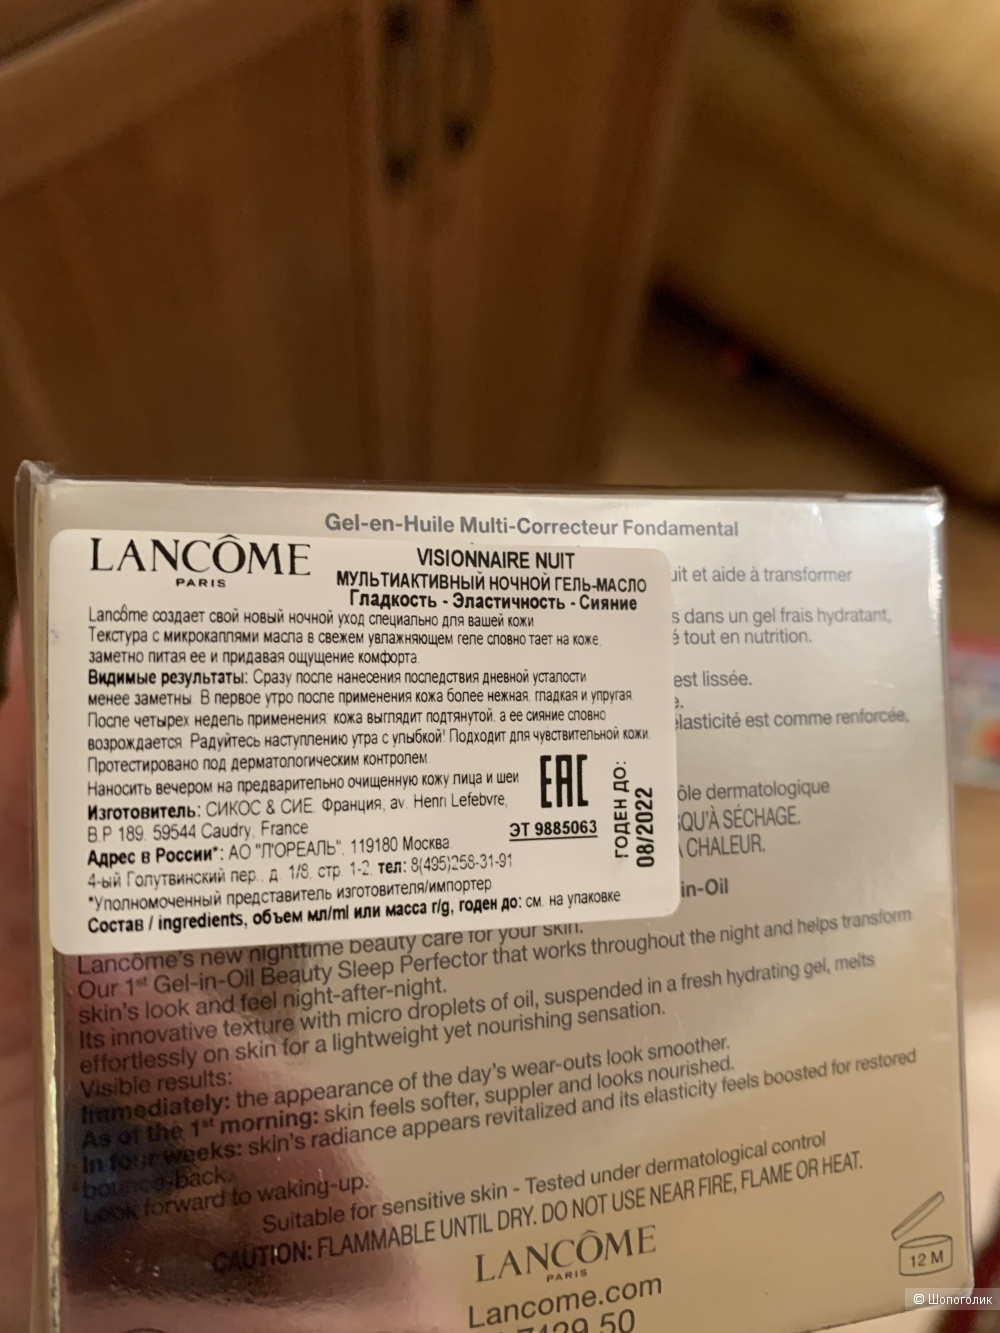 Gel-en-Huile Multi-Correcteur Fondamental
LANCÔME
PARIS
VISIONNAIRE NUIT
МУЛЬТИАКТИВНЫЙ НОЧНОЙ ГЕЛЬ-МАСЛО
Гладкость - Эластичность - Сияние
Lancôme создает свой новый ночной уход специально для вашей кожи
Текстура с микрокаплями масла в свежем увлажняющем геле словно тает на коже,
заметно питая ее и придавая ощущение комфорта.
Видимые результаты: Сразу после нанесения последствия дневной усталости
менее заметны. В первое утро после применения кожа более нежная, гладкая и упругая.
После четырех недель применения: кожа выглядит подтянутой, а ее сияние словно
возрождается. Радуйтесь наступлению утра с улыбкой! Подходит для чувствительной кожи.
Протестировано под дерматологическим контролем.
Наносить вечером на предварительно очищенную кожу лица и шеи
Изготовитель: СИКОС & СИЕ. Франция, av. Henri Lefebvre,
B.P 189. 59544 Caudry, France
Адрес в России*: АО "Л'ОРЕАЛЬ". 119180 Москва.
4-ый Голутвинский пер., д. 1/8, стр. 1-2, тел: 8(495)258-31-91
*Уполномоченный представитель изготовителя/импортер
Состав / ingredients, объем мл/ml или масса г/g, годен до: см. на упаковке.
EAC
ЭТ 9885063
ГОДЕН ДО:
08/2022
uit et aide à transformer
s dans un gel frais hydratant,
é tout en nutrition.
est lissée.
e.
élasticité est comme renforcée,
ôle dermatologique
QU'À SÉCHAGE.
CHALEUR.
in-Oil
Lancôme's new nighttime beauty care for your skin.
Our 1st Gel-in-Oil Beauty Sleep Perfector that works throughout the night and helps transform
skin's look and feel night-after-night.
Its innovative texture with micro droplets of oil, suspended in a fresh hydrating gel, melts
effortlessly on skin for a lightweight yet nourishing sensation.
Visible results:
Immediately: the appearance of the day's wear-outs look smoother.
As of the 1st morning: skin feels softer, suppler and looks nourished.
In four weeks: skin's radiance appears revitalized and its elasticity feels boosted for restored
bounce-back.
Look forward to waking-up.
Suitable for sensitive skin - Tested under dermatological control
CAUTION: FLAMMABLE UNTIL DRY. DO NOT USE NEAR FIRE, FLAME OR HEAT.
LANCÔME
PARIS
12 M
Lancome.com
7429 50
© Шопоголик